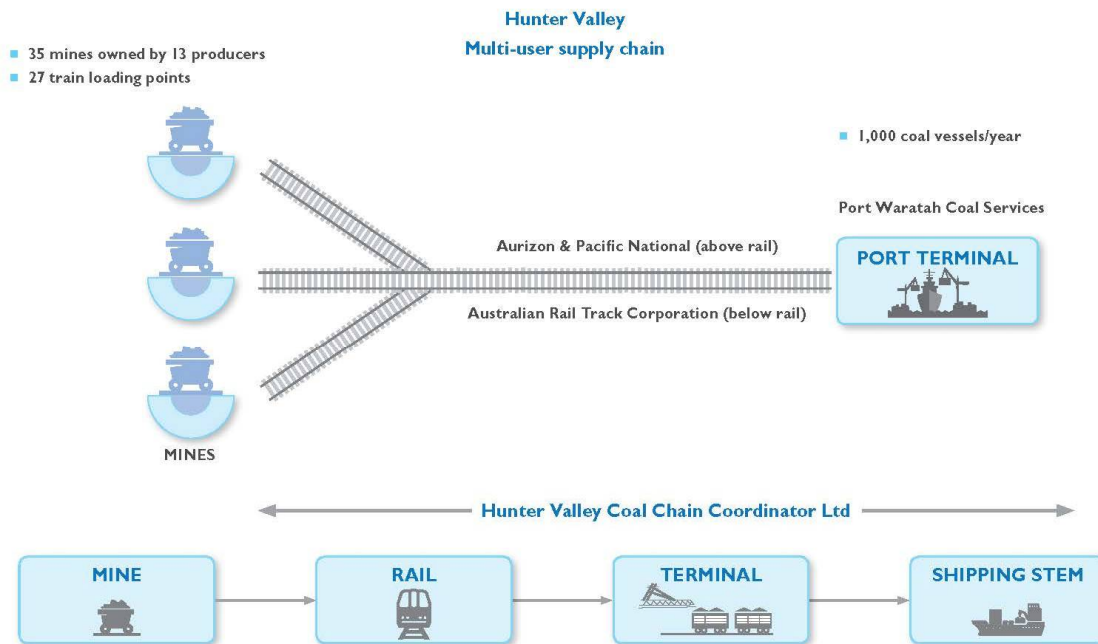 Hunter Valley
Multi-user supply chain
35 mines owned by 13 producers
27 train loading points
1,000 coal vessels/year
Port Waratah Coal Services
Aurizon & Pacific National (above rail)
PORT TERMINAL
Australian Rail Track Corporation (below rail)
MINES
Hunter Valley Coal Chain Coordinator Ltd
MINE
RAIL
TERMINAL
SHIPPING STEM